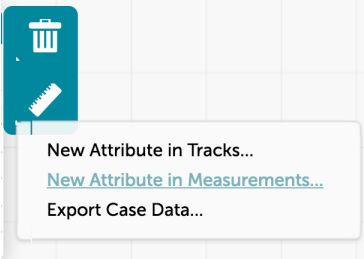 New Attribute in Tracks...
New Attribute in Measurements...
Export Case Data...